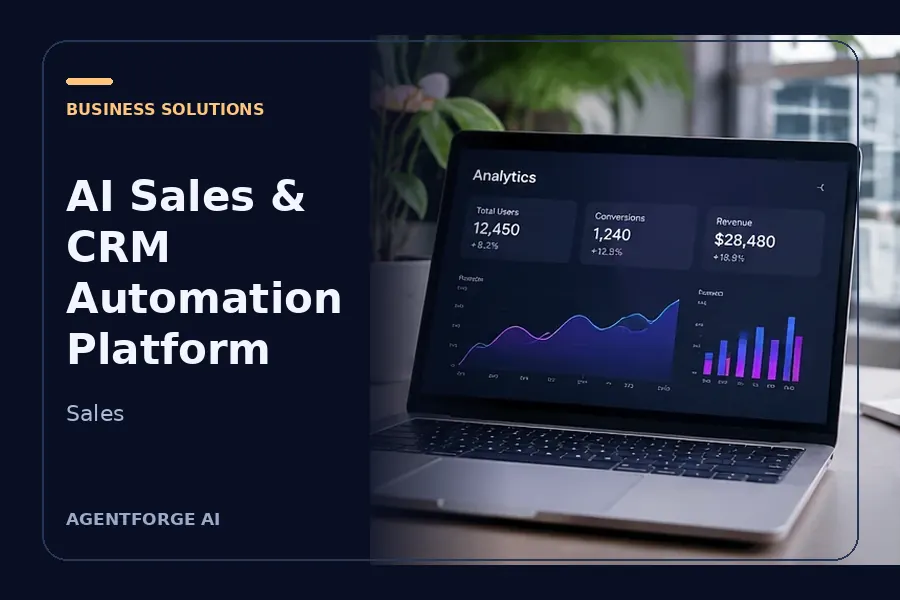 BUSINESS SOLUTIONS
AI Sales &
CRM
Automation
Platform
Sales
AGENTFORGE AI
Analytics
Total Users
12,450
+8.2%
Conversions
1,240
+12.9%
Revenue
$28,480
+18.9%